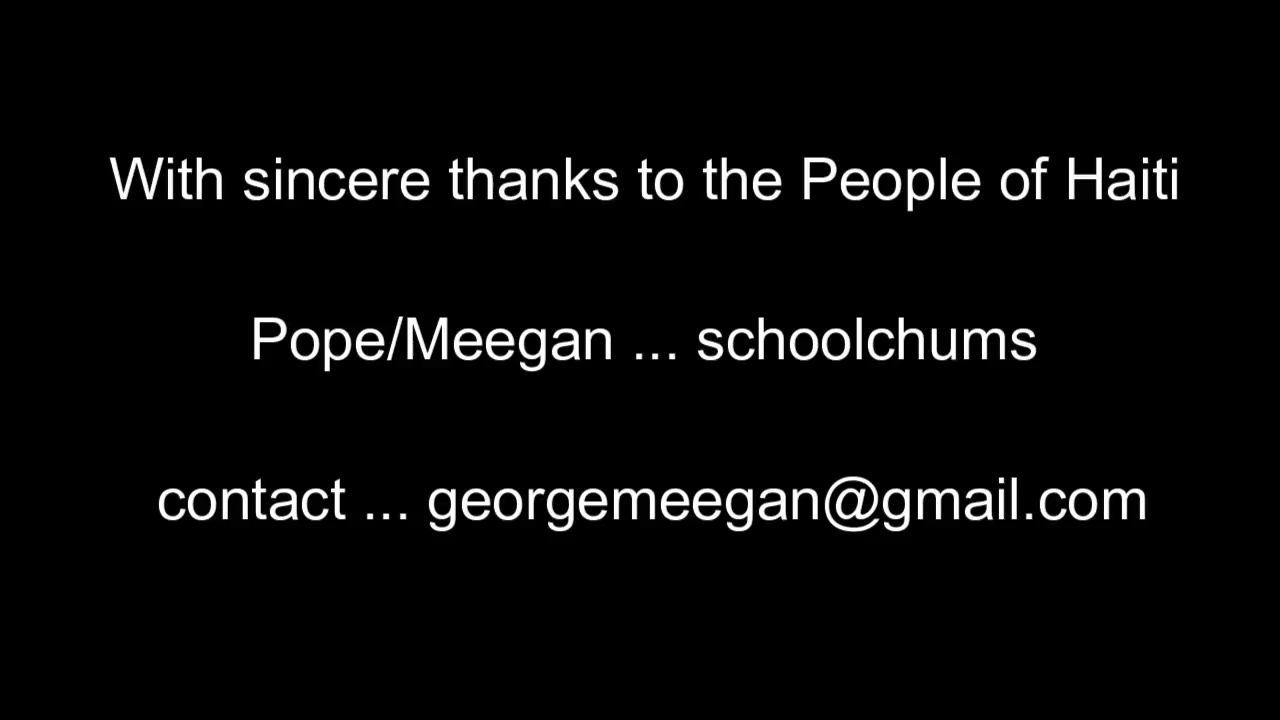 With sincere thanks to the People of Haiti
Pope/Meegan ... schoolchums
contact ... georgemeegan@gmail.com